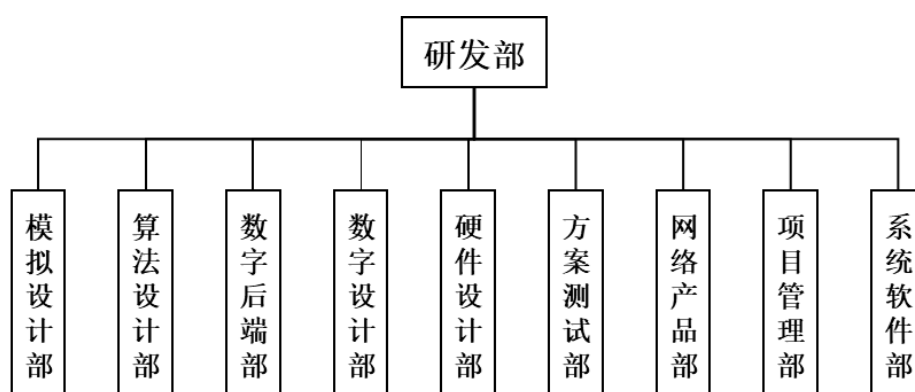 研发部
模拟设计部
算法设计部
数字后端部
数字设计部
硬件设计部
方案测试部
网络产品部
项目管理部
系统软件部